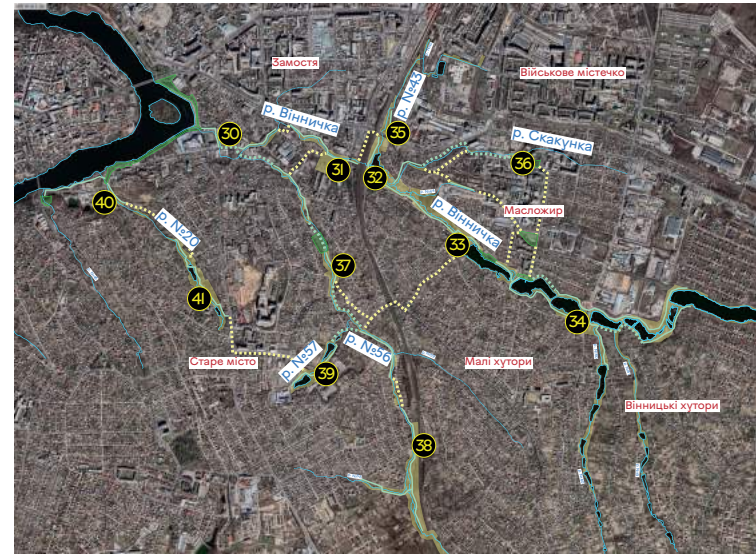 Замостя
Військове містечко
р. №43
р. Вінничка
30
35
р. Скакунка
31
36
32
40
Масложир
р. №20
р. Вінничка
33
37
41
34
Старе місто
р. №57
р. №56
39
Малі хутори
Вінницькі хутори
38